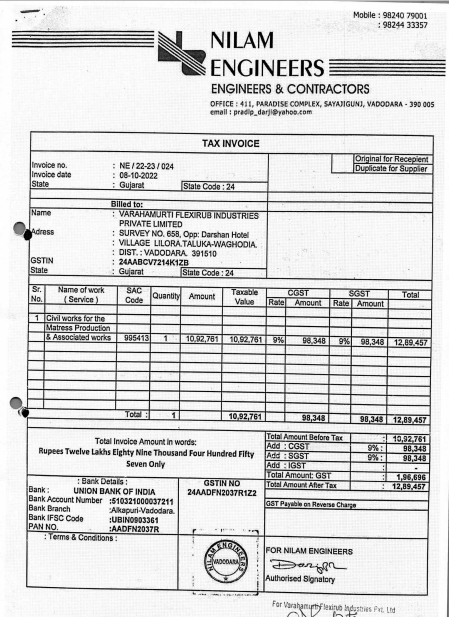 Mobile : 98240 79001
: 98244 33357
NILAM
ENGINEERS
ENGINEERS & CONTRACTORS
OFFICE : 411, PARADISE COMPLEX, SAYAJIGUNJ, VADODARA - 390 005
email : pradip_darji@yahoo.com
TAX INVOICE
Original for Recepient
Invoice no. : NE / 22-23 / 024
Duplicate for Supplier
Invoice date : 08-10-2022
State : Gujarat State Code : 24
Billed to:
Name : VARAHAMURTI FLEXIRUB INDUSTRIES
PRIVATE LIMITED
Adress : SURVEY NO. 658, Opp: Darshan Hotel
: VILLAGE LILORA.TALUKA-WAGHODIA.
: DIST. : VADODARA. 391510
GSTIN : 24AABCV7214K1ZB
State : Gujarat State Code : 24
Sr. No. Name of work ( Service ) SAC Code Quantity Amount Taxable Value CGST Rate Amount SGST Rate Amount Total
1 Civil works for the
Matress Production
& Associated works 995413 1 10,92,761 10,92,761 9% 98,348 9% 98,348 12,89,457
Total : 1 10,92,761 98,348 98,348 12,89,457
Total Invoice Amount in words:
Rupees Twelve Lakhs Eighty Nine Thousand Four Hundred Fifty
Seven Only
Total Amount Before Tax : 10,92,761
Add : CGST 9% : 98,348
Add : SGST 9% : 98,348
Add : IGST : -
Total Amount: GST : 1,96,696
Total Amount After Tax : 12,89,457
: Bank Details :
Bank : UNION BANK OF INDIA
Bank Account Number :510321000037211
Bank Branch :Alkapuri-Vadodara.
Bank IFSC Code :UBIN0903361
PAN NO. :AADFN2037R
GSTIN NO
24AADFN2037R1Z2
GST Payable on Reverse Charge
: Terms & Conditions :
NILAM ENGINEERS
VADODARA
FOR NILAM ENGINEERS
Authorised Signatory
For Varahamurti Flexirub Industries Pvt. Ltd